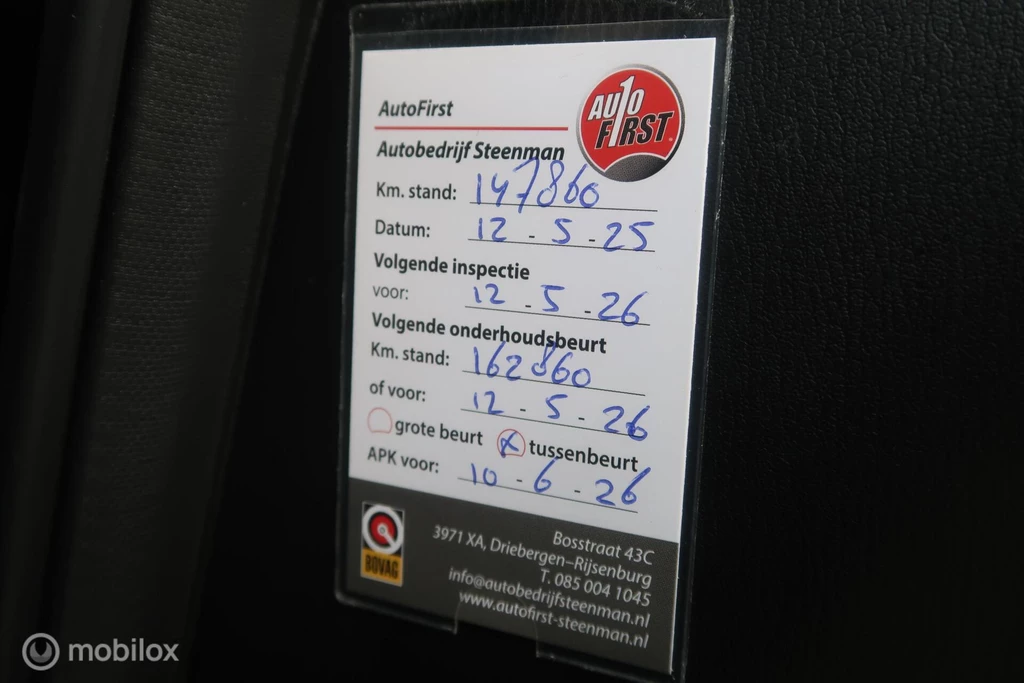 AutoFirst
AUTO
FIRST
Autobedrijf Steenman
Km. stand: 147860
Datum: 12 - 5 - 25
Volgende inspectie
voor: 12 - 5 - 26
Volgende onderhoudsbeurt
Km. stand: 162860
of voor: 12 - 5 - 26
grote beurt x tussenbeurt
APK voor: 10 - 6 - 26
BOVAG
Bosstraat 43C
3971 XA, Driebergen–Rijsenburg
T. 085 004 1045
info@autobedrijfsteenman.nl
www.autofirst-steenman.nl
mobilox